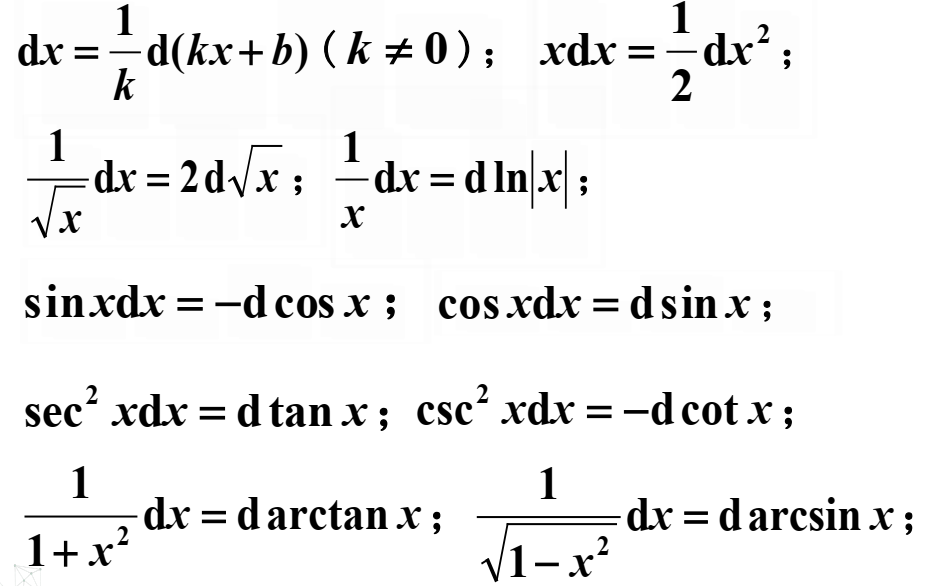 dx = 1/k d(kx + b)（k ≠ 0）； xdx = 1/2 dx²；
1/√x dx = 2d√x； 1/x dx = d ln|x|；
sin xdx = −d cos x； cos xdx = d sin x；
sec² xdx = d tan x； csc² xdx = −d cot x；
1/(1 + x²) dx = d arctan x； 1/√(1 − x²) dx = d arcsin x；